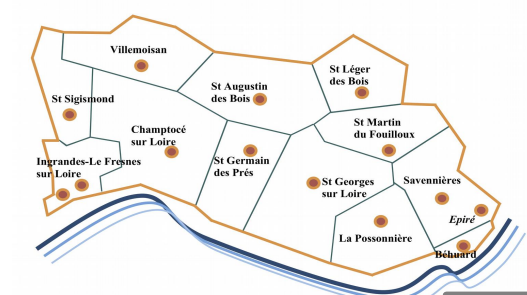 Villemoisan
St Léger
des Bois
St Augustin
des Bois
St Sigismond
St Martin
du Fouilloux
Champtocé
sur Loire
Ingrandes-Le Fresnes
sur Loire
St Germain
des Prés
St Georges
sur Loire
Savennières
Epiré
La Possonnière
Béhuard